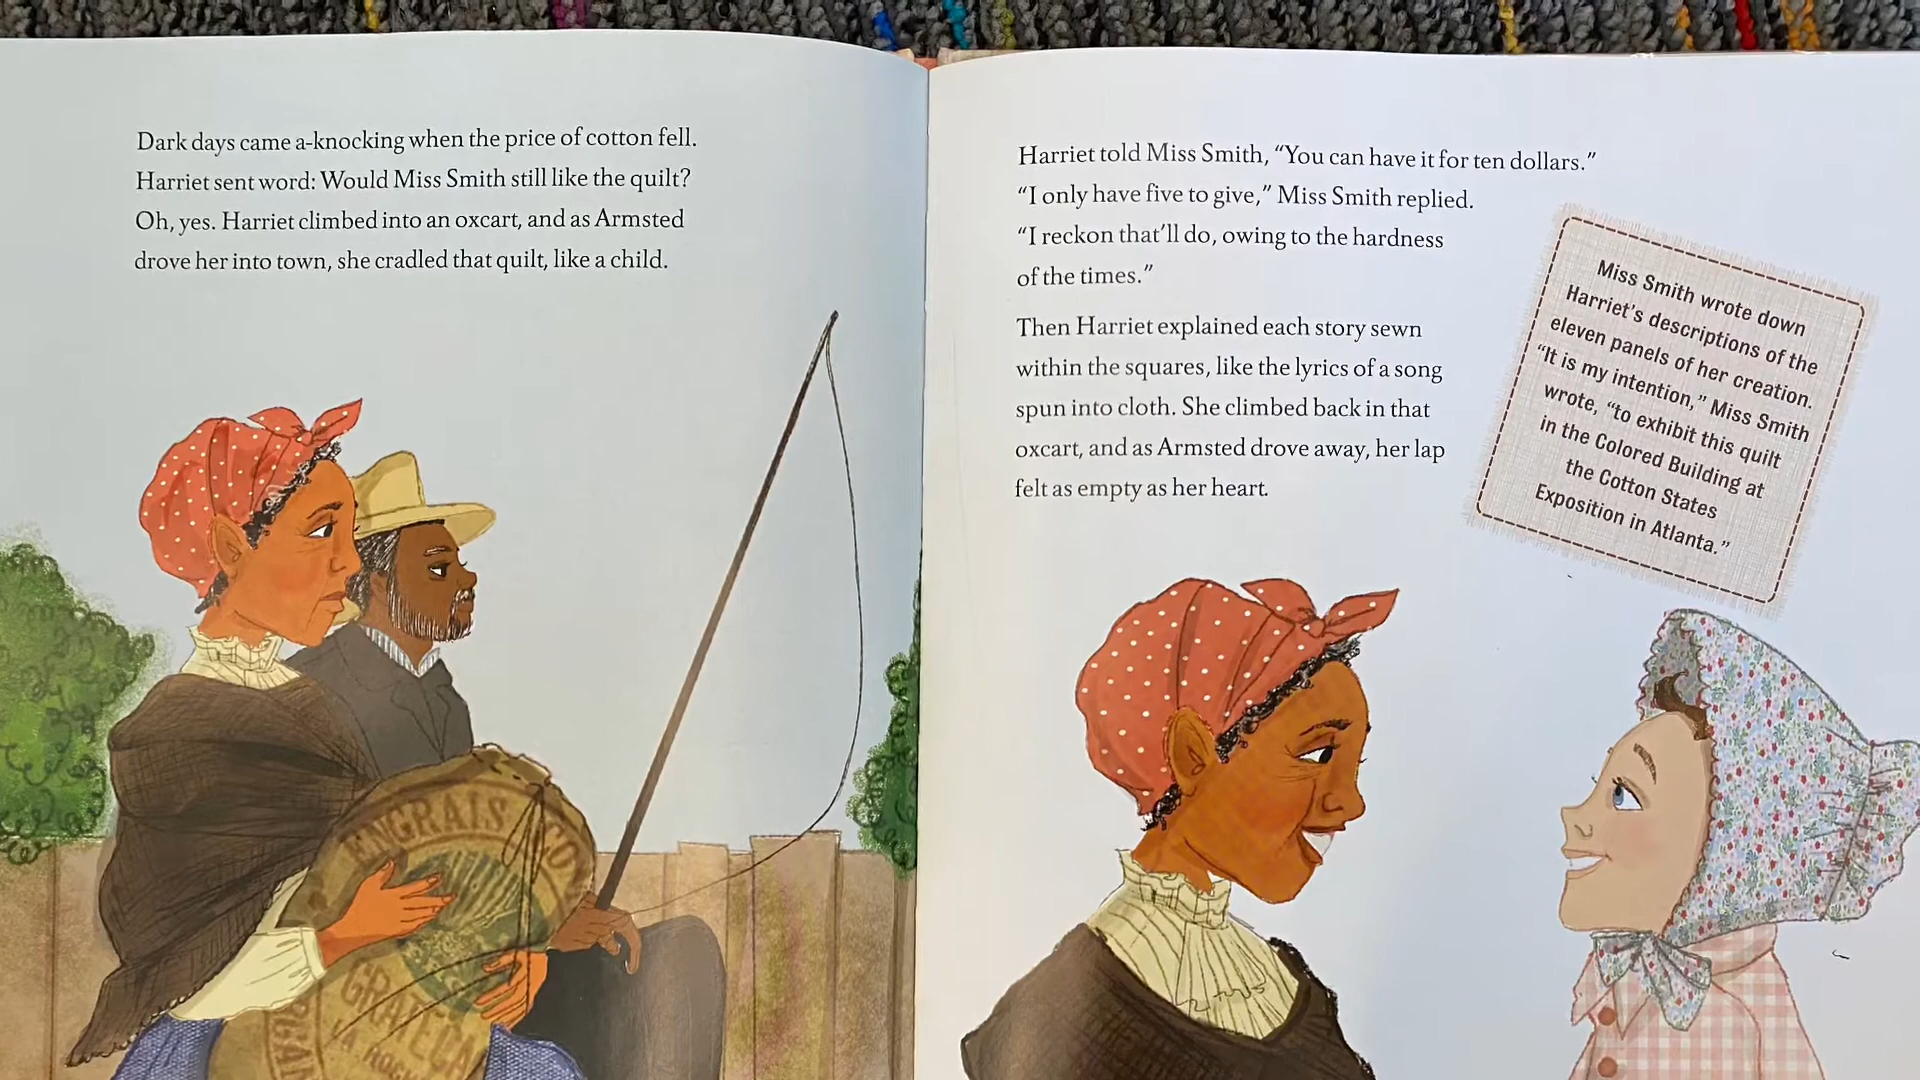 Dark days came a-knocking when the price of cotton fell.
Harriet sent word: Would Miss Smith still like the quilt?
Oh, yes. Harriet climbed into an oxcart, and as Armsted
drove her into town, she cradled that quilt, like a child.
ENGRAIS CO
GRATECAP
LA ROCH
Harriet told Miss Smith, “You can have it for ten dollars.”
“I only have five to give,” Miss Smith replied.
“I reckon that’ll do, owing to the hardness
of the times.”
Then Harriet explained each story sewn
within the squares, like the lyrics of a song
spun into cloth. She climbed back in that
oxcart, and as Armsted drove away, her lap
felt as empty as her heart.
Miss Smith wrote down
Harriet’s descriptions of the
eleven panels of her creation.
“It is my intention,” Miss Smith
wrote, “to exhibit this quilt
in the Colored Building at
the Cotton States
Exposition in Atlanta.”